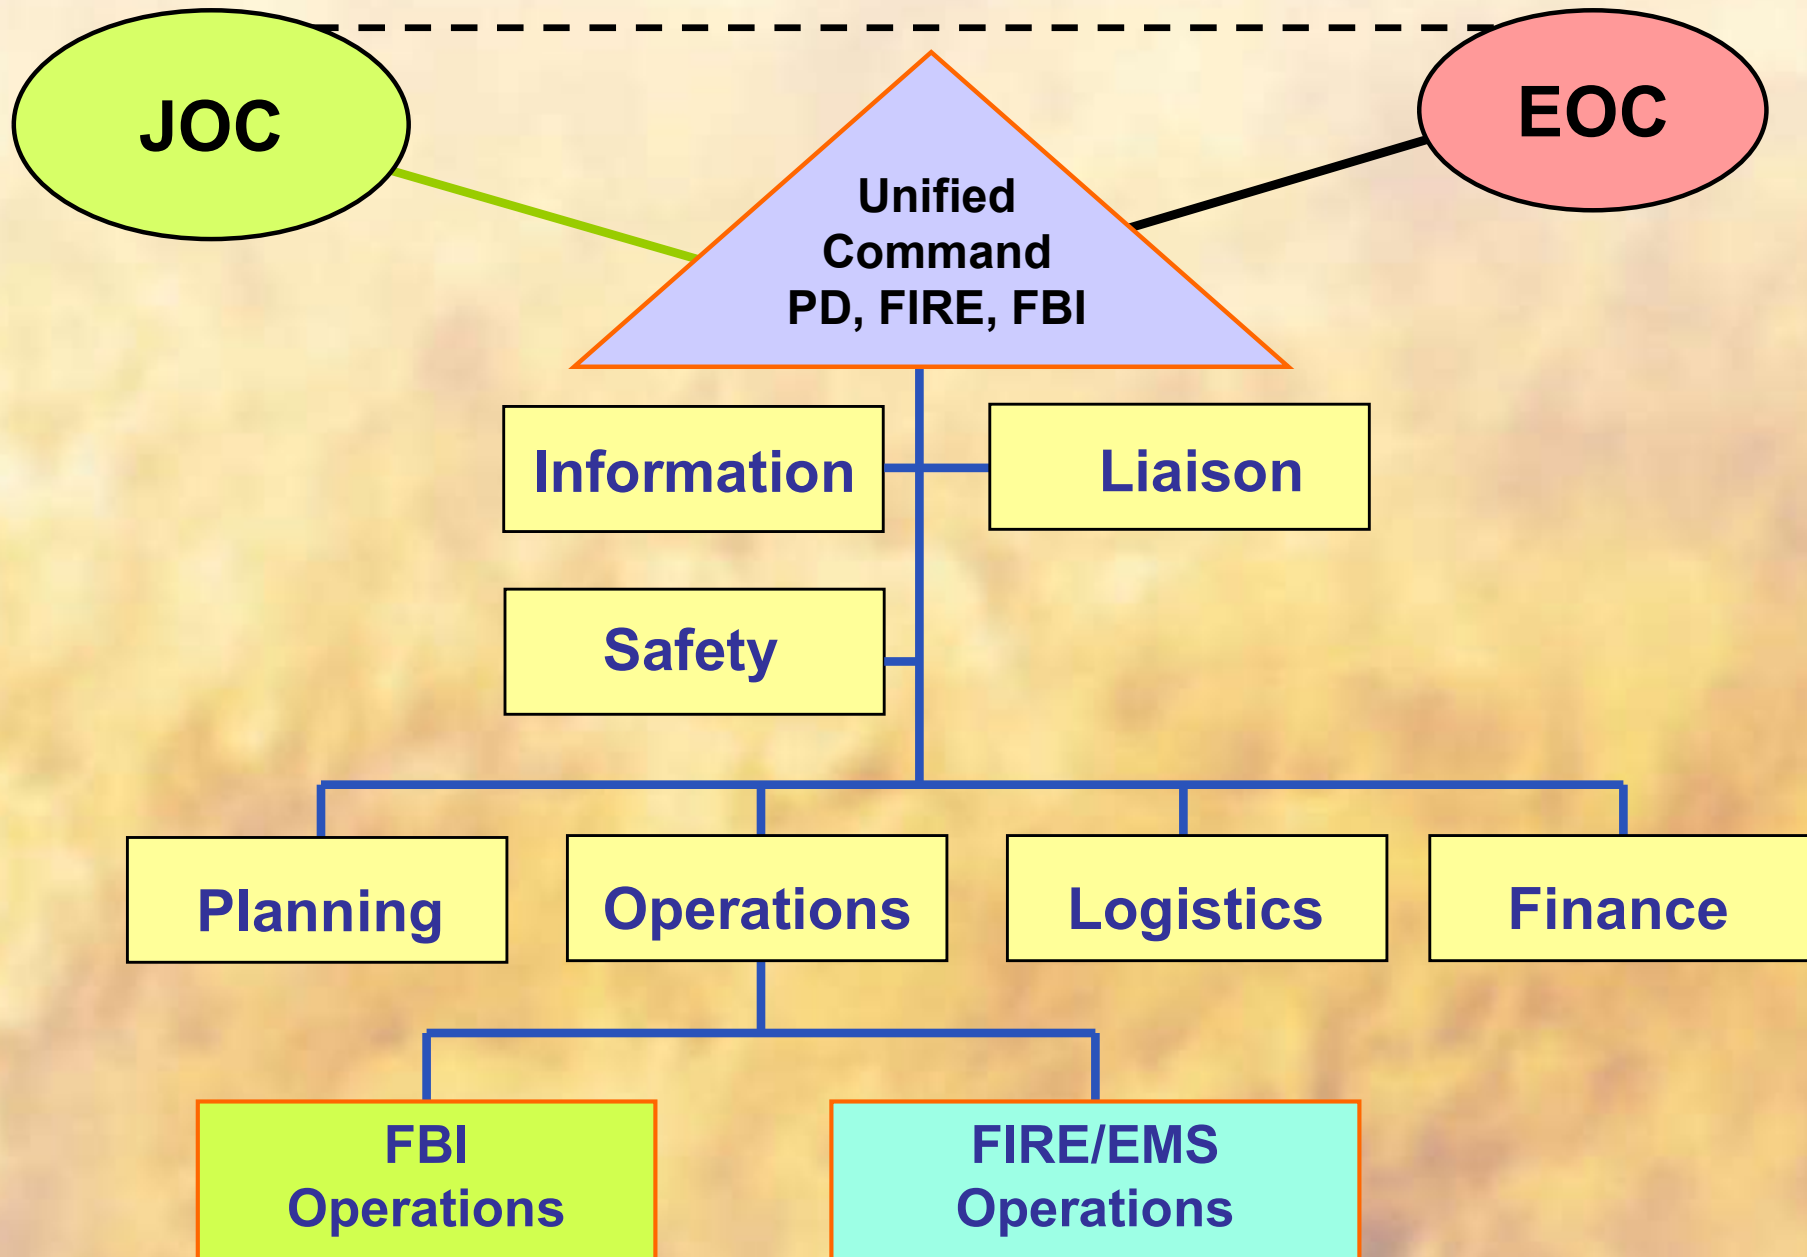 JOC
EOC
Unified
Command
PD, FIRE, FBI
Information
Liaison
Safety
Planning
Operations
Logistics
Finance
FBI
Operations
FIRE/EMS
Operations